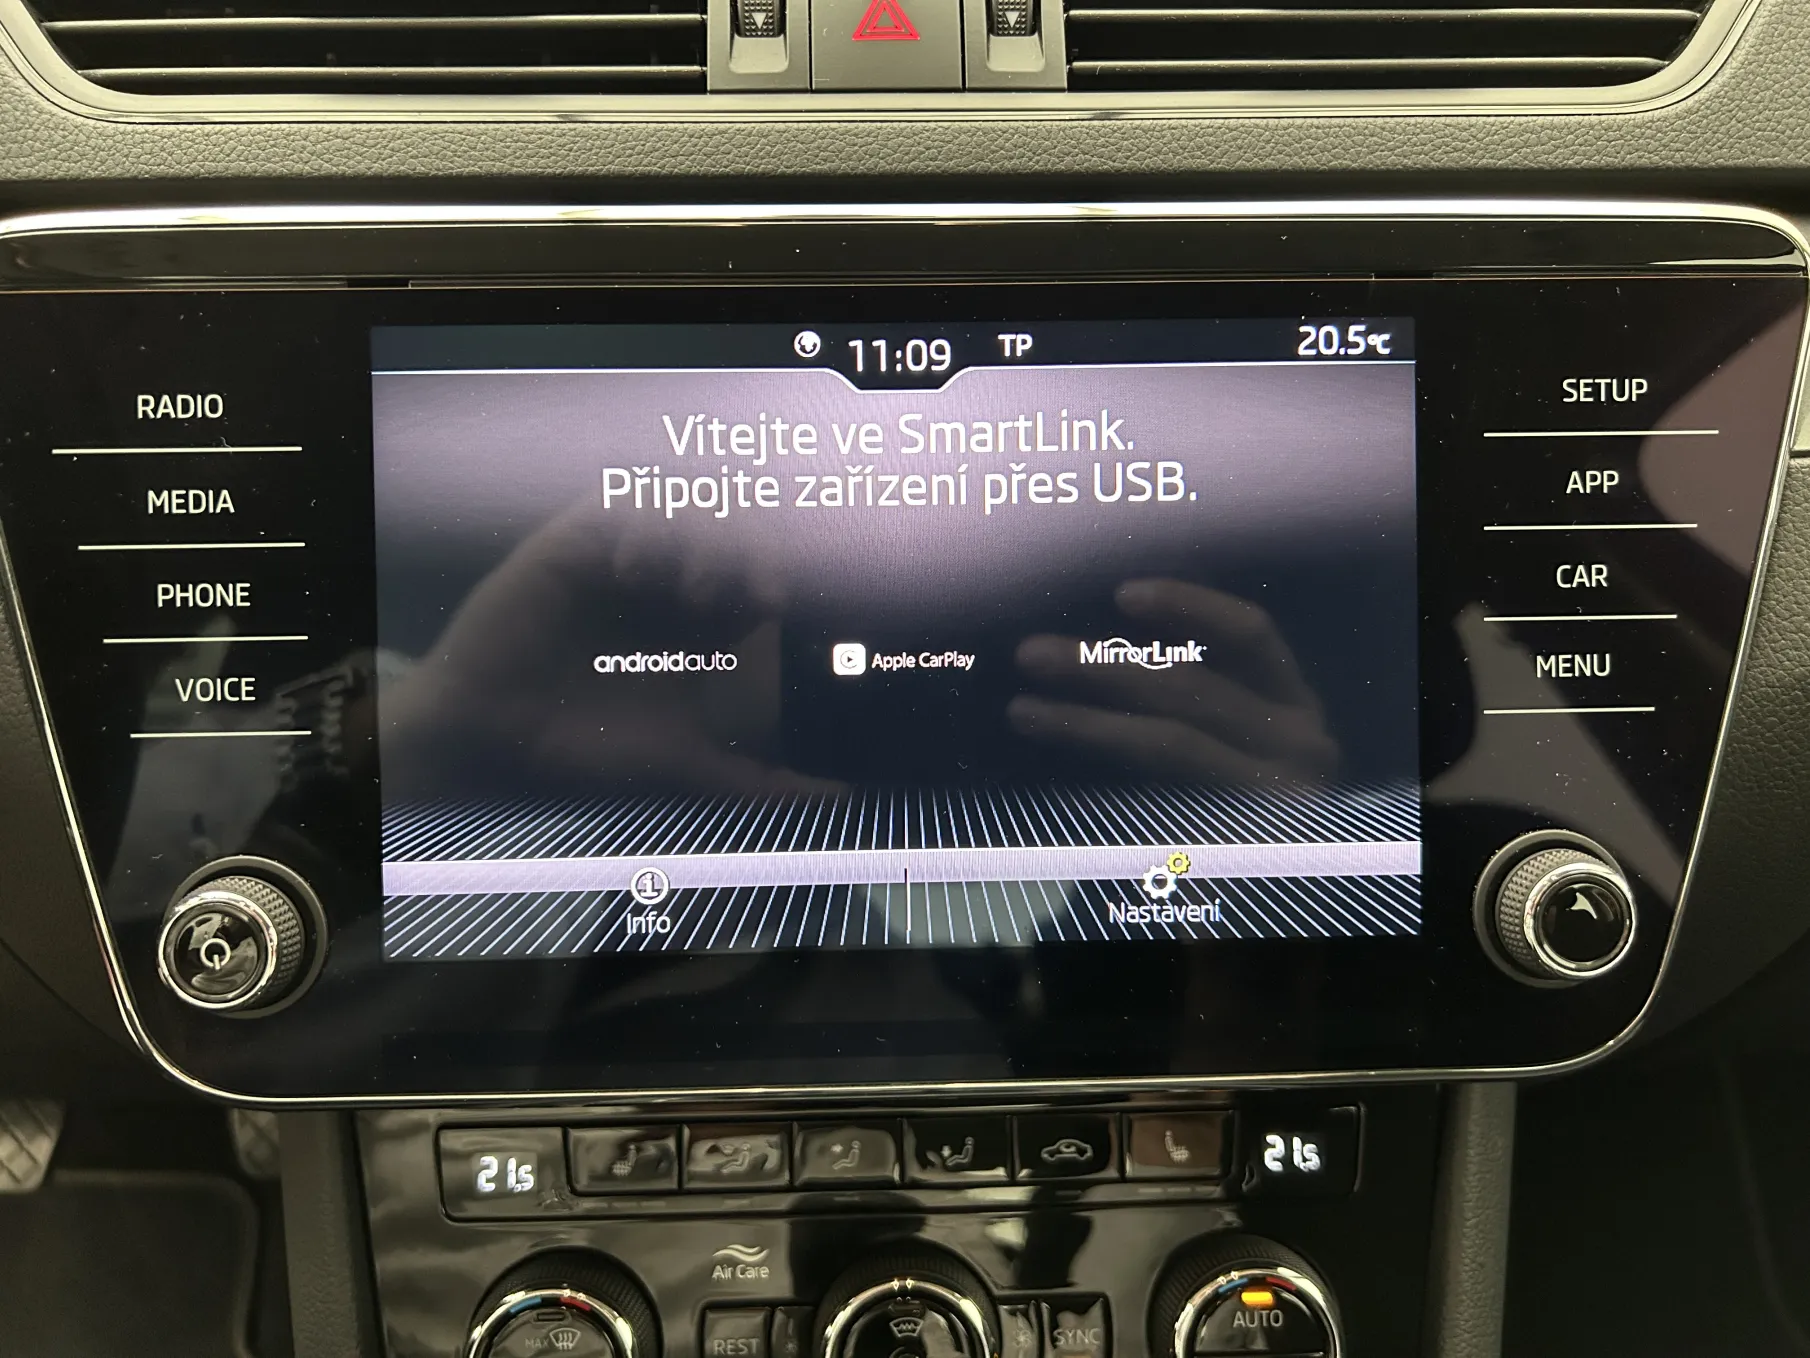 11:09 TP 20.5°C
RADIO
MEDIA
PHONE
VOICE
Vítejte ve SmartLink.
Připojte zařízení přes USB.
androidauto Apple CarPlay MirrorLink
Info Nastavení
SETUP
APP
CAR
MENU
21.5 21.5
Air Care
MAX REST SYNC AUTO